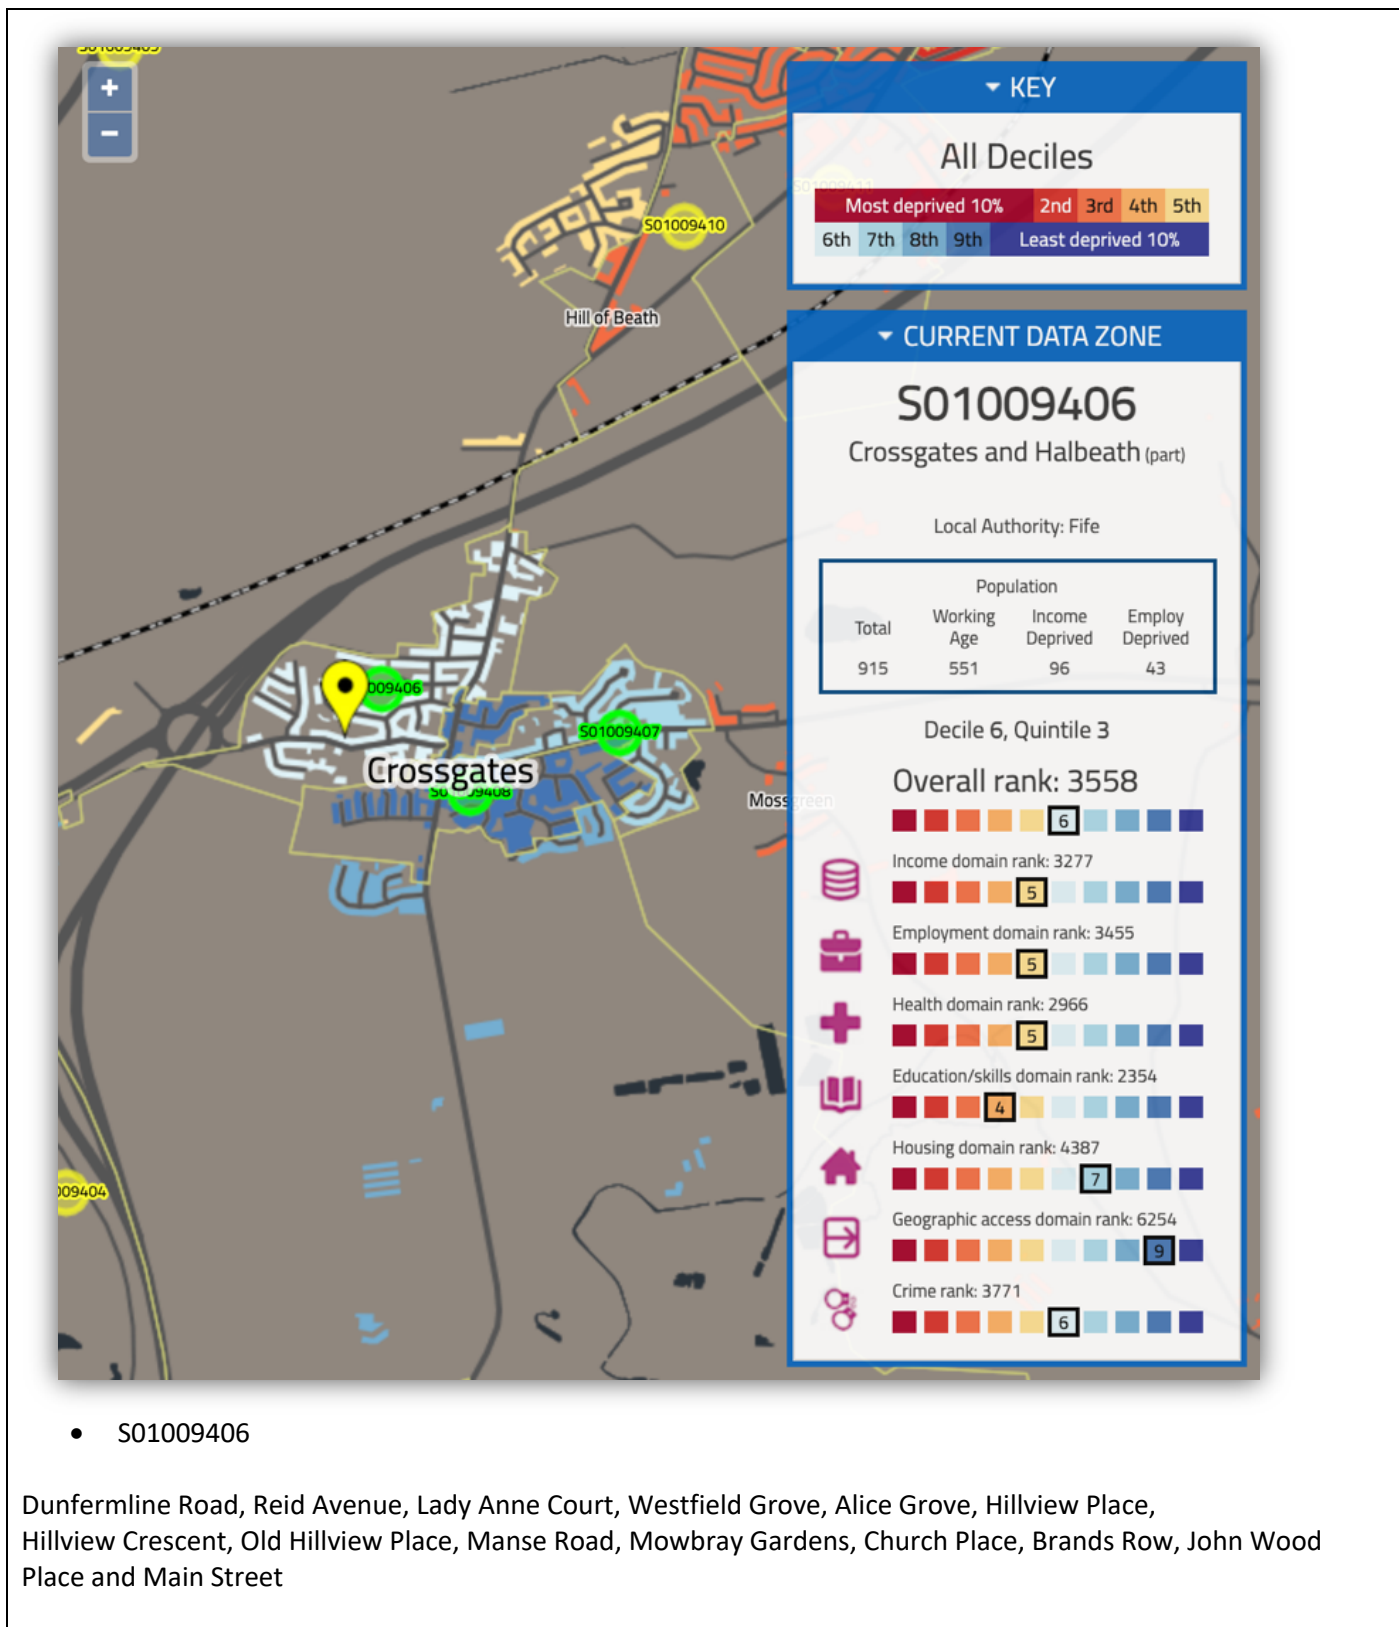 S01009405
+
−
KEY
All Deciles
S01009411
Most deprived 10% 2nd 3rd 4th 5th
6th 7th 8th 9th Least deprived 10%
S01009410
Hill of Beath
CURRENT DATA ZONE
S01009406
Crossgates and Halbeath (part)
Local Authority: Fife
Population
Total Working Age Income Deprived Employ Deprived
915 551 96 43
Decile 6, Quintile 3
Overall rank: 3558
6
Income domain rank: 3277
5
Employment domain rank: 3455
5
Health domain rank: 2966
5
Education/skills domain rank: 2354
4
Housing domain rank: 4387
7
Geographic access domain rank: 6254
9
Crime rank: 3771
6
009406
S01009407
Crossgates
S01009408
Mossgreen
009404
• S01009406
Dunfermline Road, Reid Avenue, Lady Anne Court, Westfield Grove, Alice Grove, Hillview Place,
Hillview Crescent, Old Hillview Place, Manse Road, Mowbray Gardens, Church Place, Brands Row, John Wood
Place and Main Street